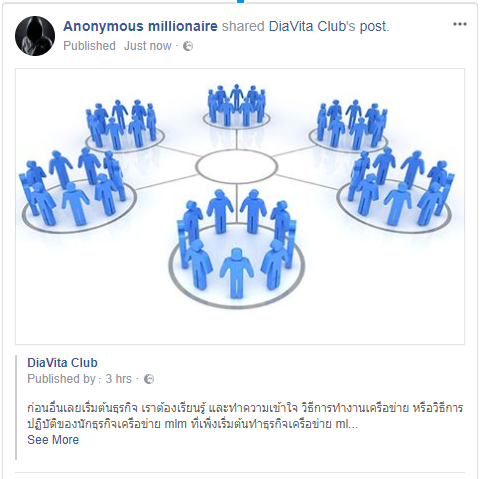 Anonymous millionaire shared DiaVita Club's post.
Published Just now ·
DiaVita Club
Published by : 3 hrs ·
ก่อนอื่นเลยเริ่มต้นธุรกิจ เราต้องเรียนรู้ และทำความเข้าใจ วิธีการทำงานเครือข่าย หรือวิธีการ
ปฏิบัติของนักธุรกิจเครือข่าย mlm ที่เพิ่งเริ่มต้นทำธุรกิจเครือข่าย ml...
See More